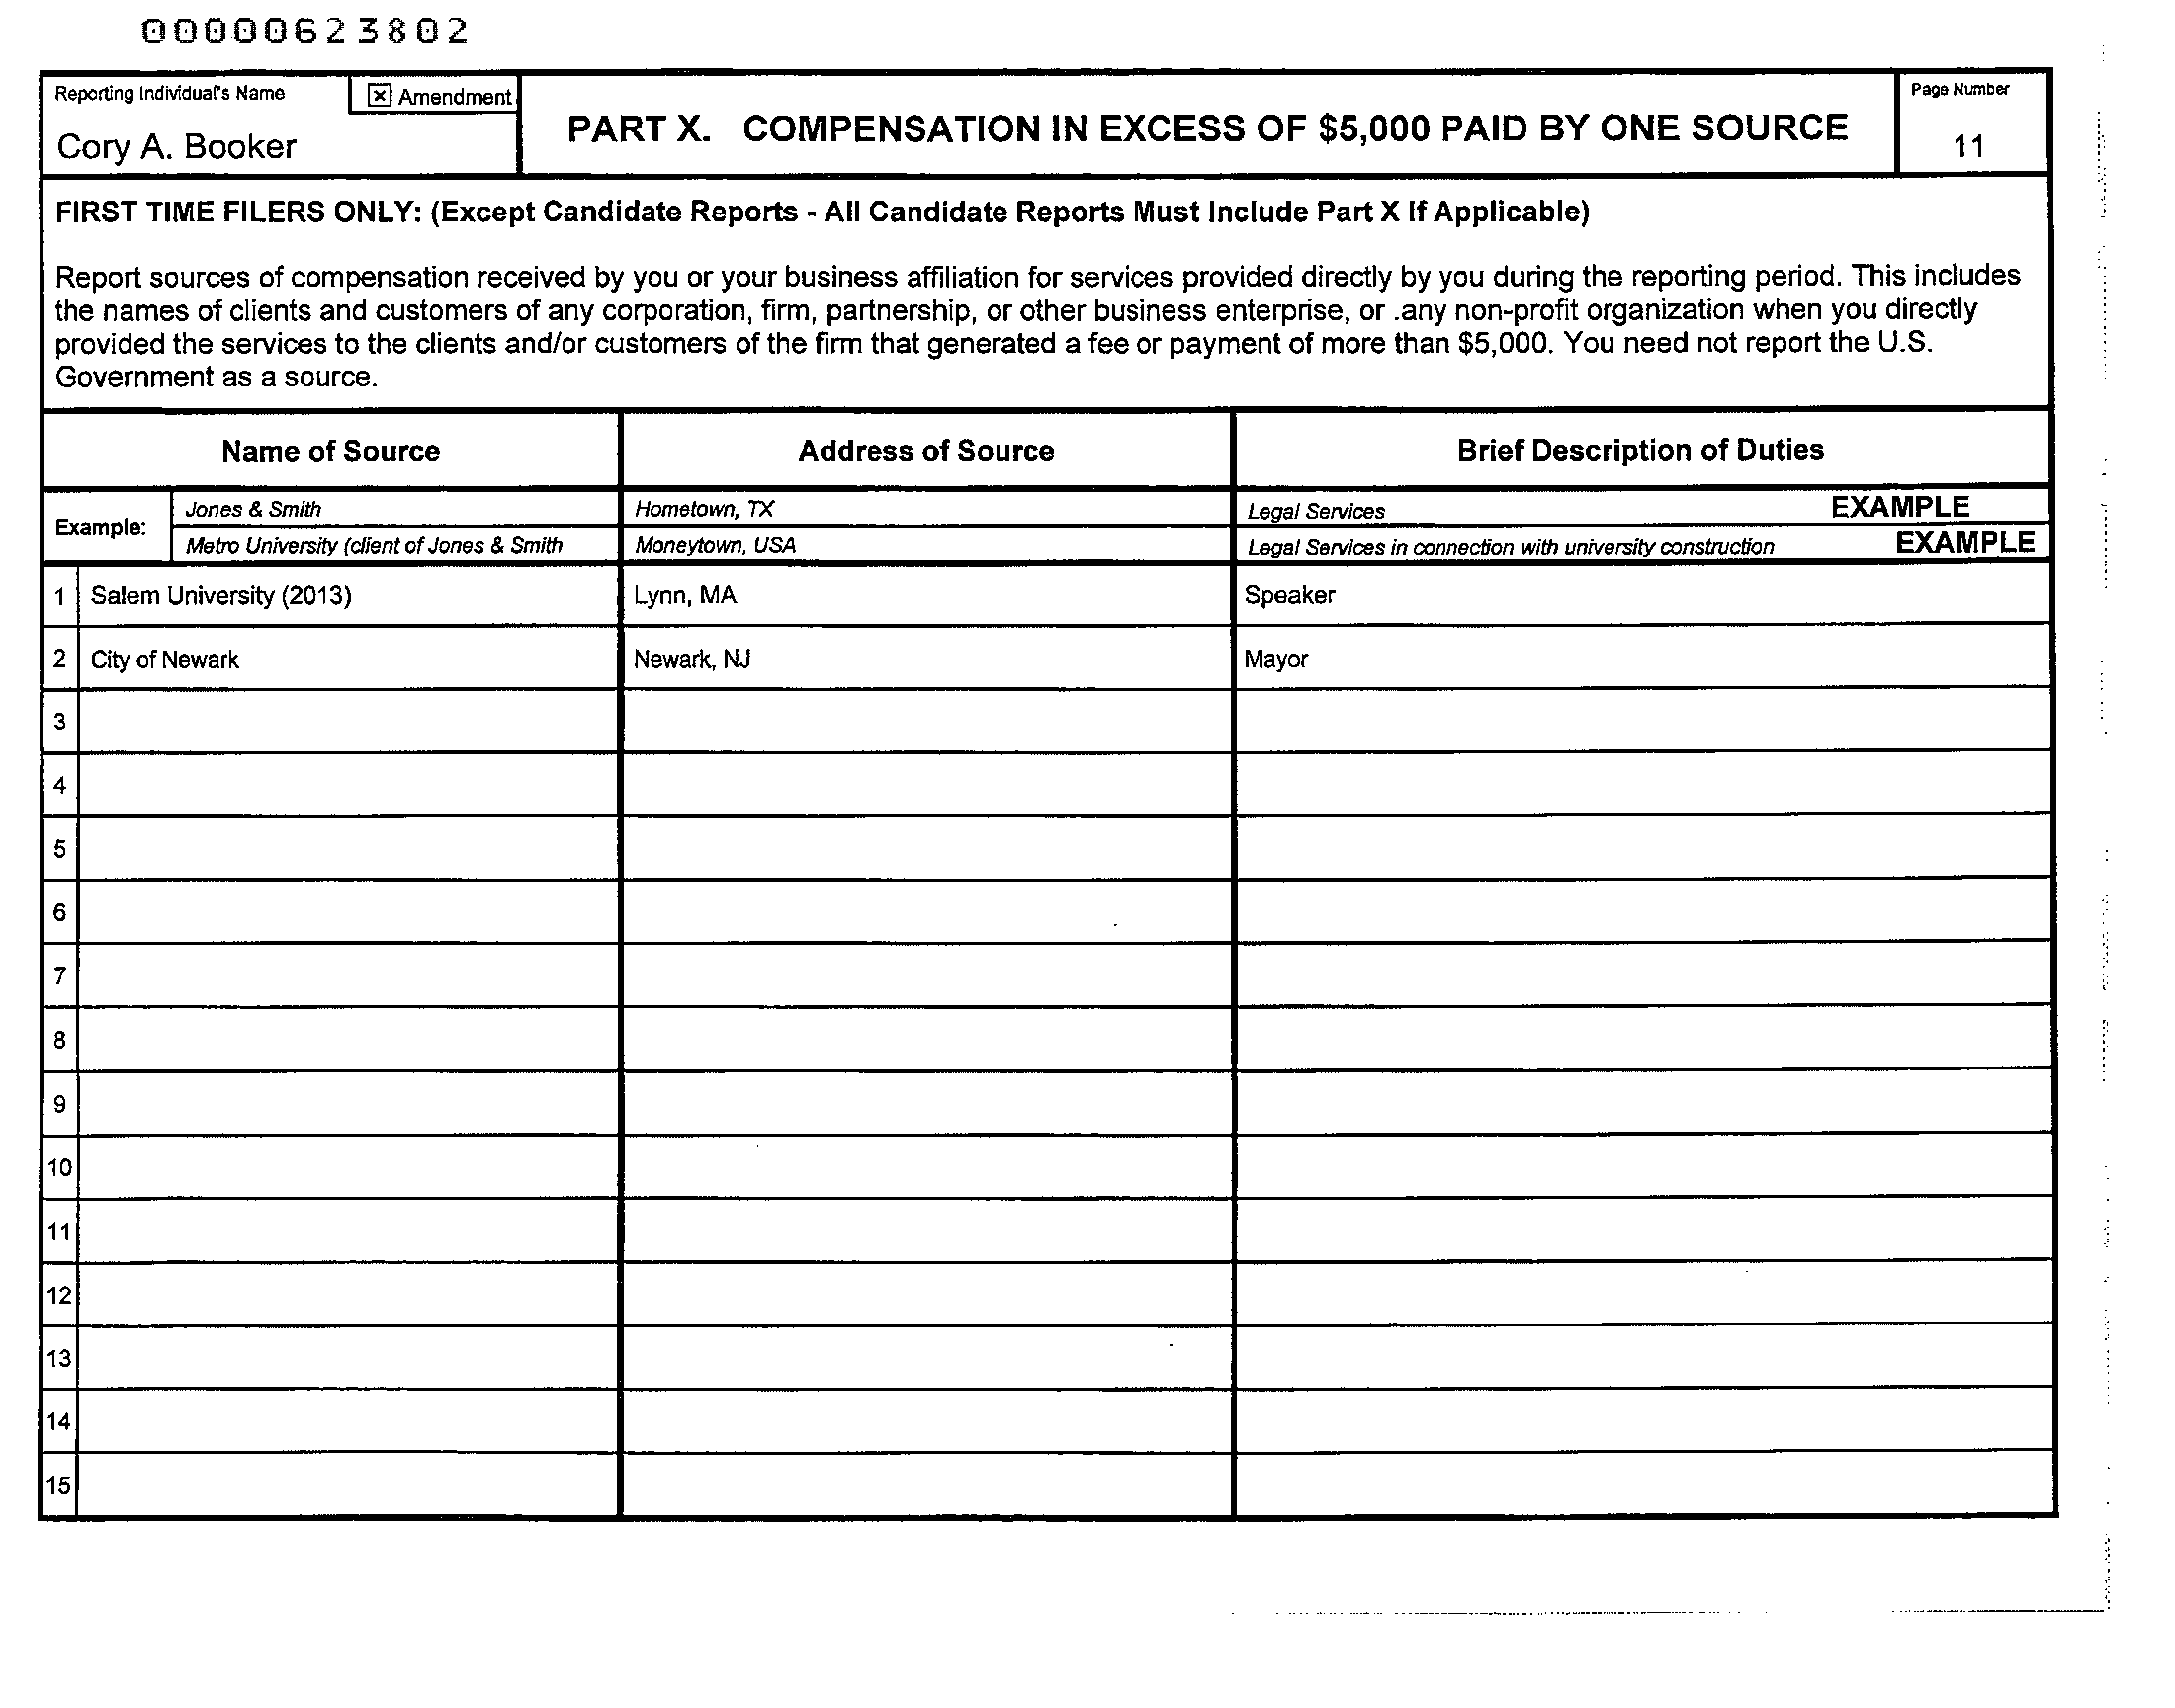 00000623802
Reporting Individual's Name
☒ Amendment
Cory A. Booker
PART X. COMPENSATION IN EXCESS OF $5,000 PAID BY ONE SOURCE
Page Number
11
FIRST TIME FILERS ONLY: (Except Candidate Reports - All Candidate Reports Must Include Part X If Applicable)
Report sources of compensation received by you or your business affiliation for services provided directly by you during the reporting period. This includes
the names of clients and customers of any corporation, firm, partnership, or other business enterprise, or .any non-profit organization when you directly
provided the services to the clients and/or customers of the firm that generated a fee or payment of more than $5,000. You need not report the U.S.
Government as a source.
Name of Source Address of Source Brief Description of Duties
Example:
Jones & Smith Hometown, TX Legal Services EXAMPLE
Metro University (client of Jones & Smith Moneytown, USA Legal Services in connection with university construction EXAMPLE
1 Salem University (2013) Lynn, MA Speaker
2 City of Newark Newark, NJ Mayor
3
4
5
6
7
8
9
10
11
12
13
14
15